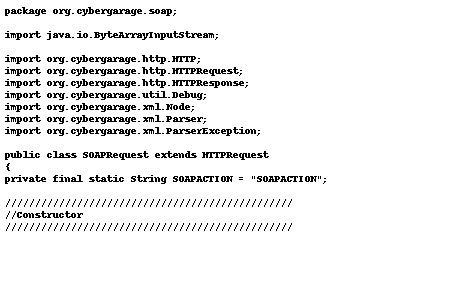 package org.cybergarage.soap;
import java.io.ByteArrayInputStream;
import org.cybergarage.http.HTTP;
import org.cybergarage.http.HTTPRequest;
import org.cybergarage.http.HTTPResponse;
import org.cybergarage.util.Debug;
import org.cybergarage.xml.Node;
import org.cybergarage.xml.Parser;
import org.cybergarage.xml.ParserException;
public class SOAPRequest extends HTTPRequest
{
private final static String SOAPACTION = "SOAPACTION";
////////////////////////////////////////////////
//Constructor
////////////////////////////////////////////////